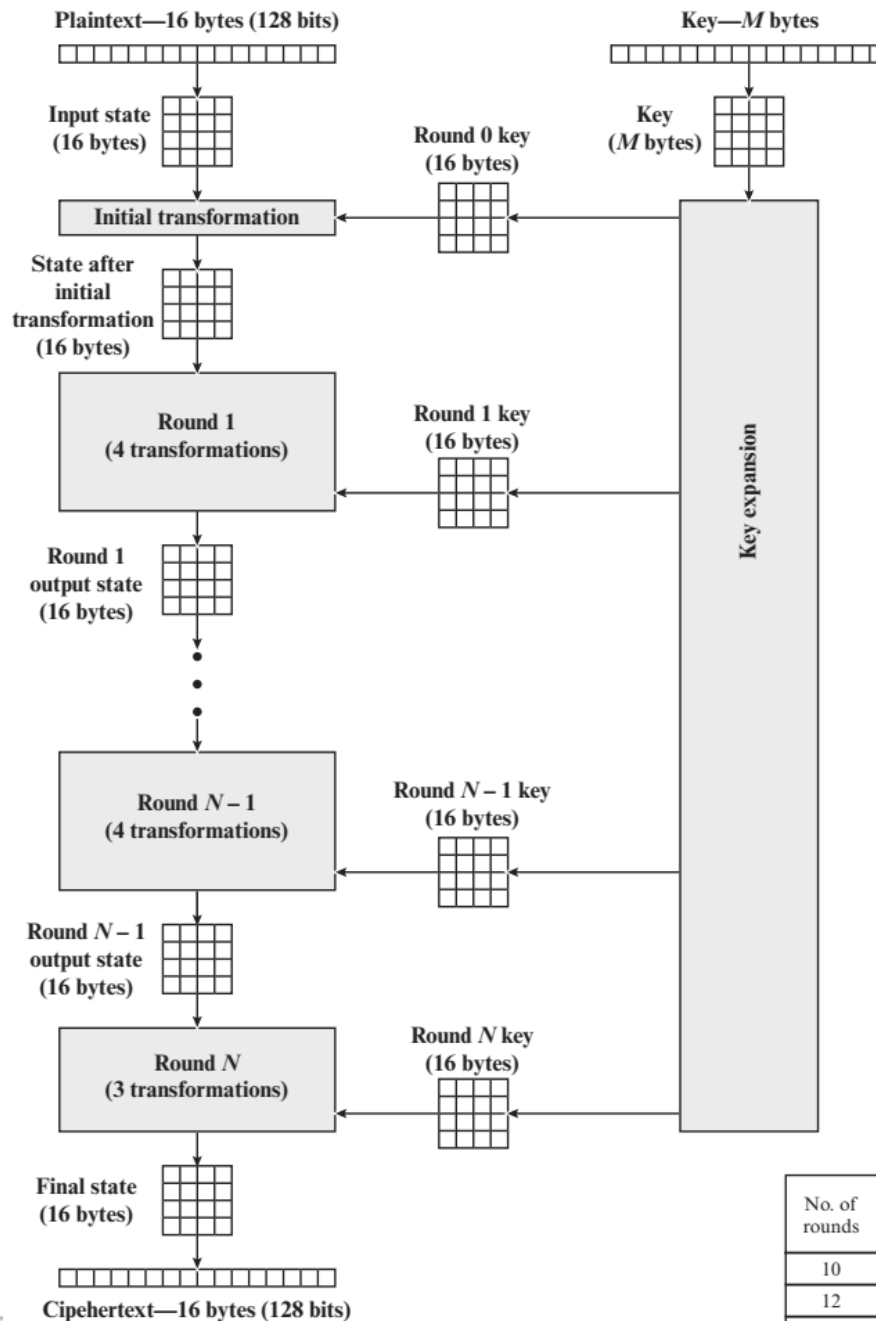 Plaintext—16 bytes (128 bits)
Key—M bytes
Input state
(16 bytes)
Key
(M bytes)
Round 0 key
(16 bytes)
Initial transformation
State after
initial
transformation
(16 bytes)
Round 1
(4 transformations)
Round 1 key
(16 bytes)
Key expansion
Round 1
output state
(16 bytes)
Round N – 1
(4 transformations)
Round N – 1 key
(16 bytes)
Round N – 1
output state
(16 bytes)
Round N
(3 transformations)
Round N key
(16 bytes)
Final state
(16 bytes)
No. of
rounds
10
12
Cipehertext—16 bytes (128 bits)